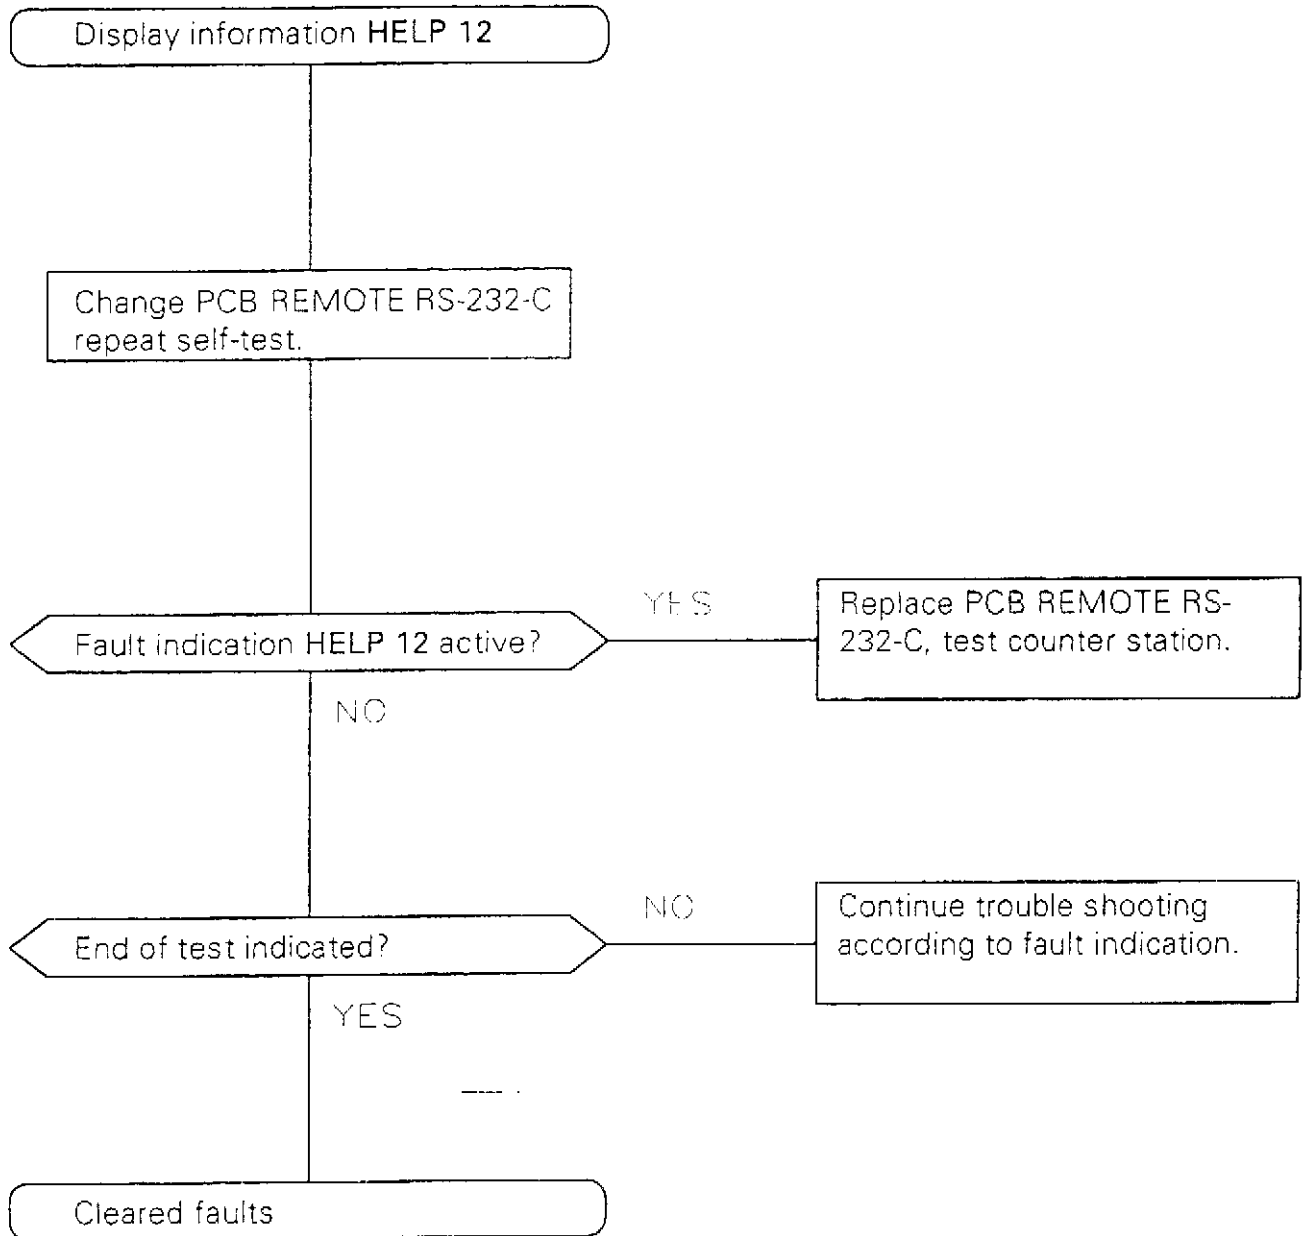 Display information HELP 12
Change PCB REMOTE RS-232-C
repeat self-test.
Fault indication HELP 12 active?
YES
Replace PCB REMOTE RS-
232-C, test counter station.
NO
End of test indicated?
NO
Continue trouble shooting
according to fault indication.
YES
Cleared faults